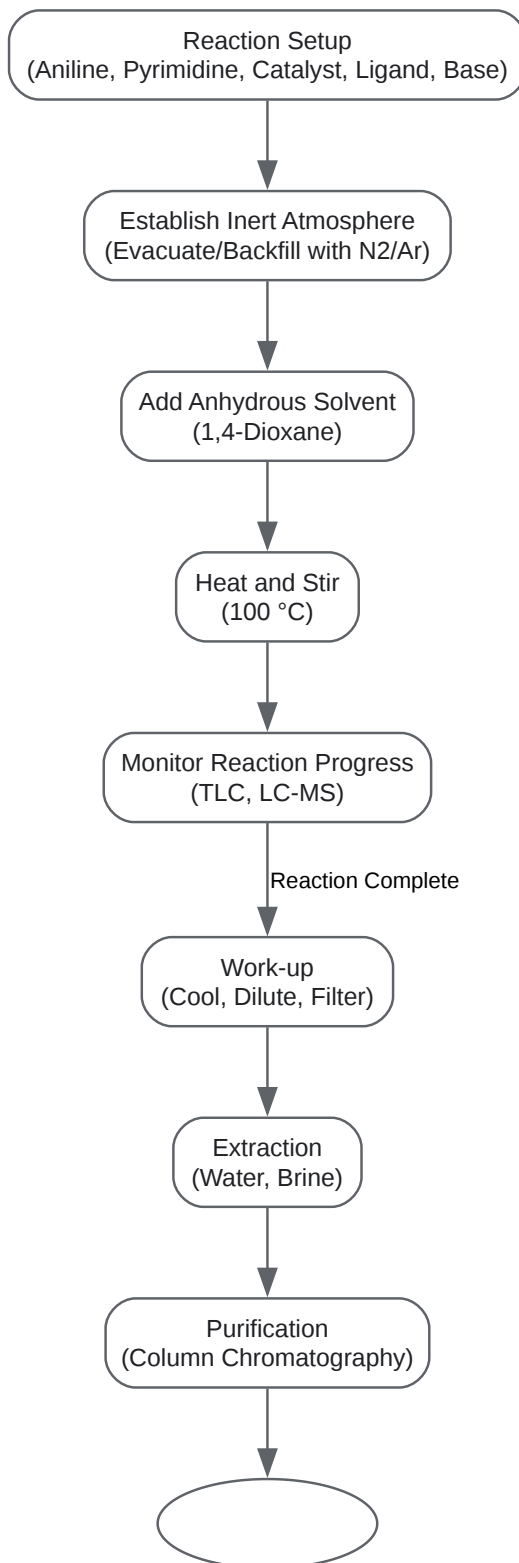 Reaction Setup
(Aniline, Pyrimidine, Catalyst, Ligand, Base)
Establish Inert Atmosphere
(Evacuate/Backfill with N2/Ar)
Add Anhydrous Solvent
(1,4-Dioxane)
Heat and Stir
(100 °C)
Monitor Reaction Progress
(TLC, LC-MS)
Reaction Complete
Work-up
(Cool, Dilute, Filter)
Extraction
(Water, Brine)
Purification
(Column Chromatography)